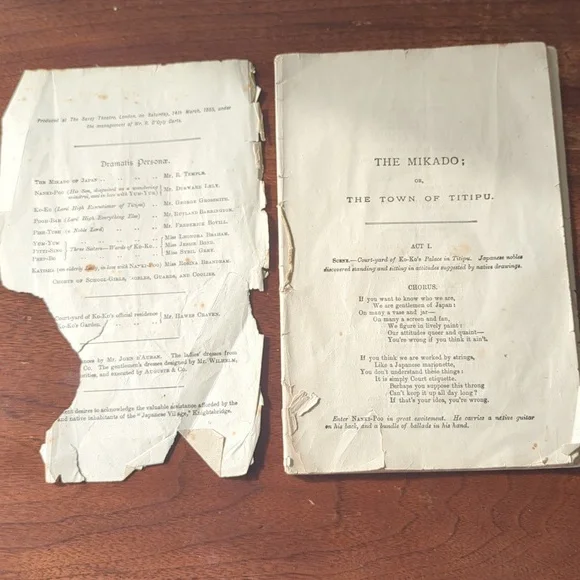 Produced at The Savoy Theatre, London, on Saturday, 14th March, 1885, under
the management of Mr. R. D'Oyly Carte.
Dramatis Personæ.
THE MIKADO OF JAPAN .. .. .. .. Mr. R. TEMPLE.
NANKI-POO (His Son, disguised as a wandering
minstrel, and in love with YUM-YUM) .. Mr. DURWARD LELY.
KO-KO (Lord High Executioner of Titipu) .. Mr. GEORGE GROSSMITH.
POOH-BAH (Lord High Everything Else) .. Mr. RUTLAND BARRINGTON.
PISH-TUSH (a Noble Lord) .. .. Mr. FREDERICK BOVILL.
YUM-YUM
PITTI-SING
PEEP-BO
Three Sisters—Wards of KO-KO
Miss LEONORA BRAHAM.
Miss JESSIE BOND.
Miss SYBIL GREY.
KATISHA (an elderly Lady, in love with NANKI-POO) Miss ROSINA BRANDRAM.
CHORUS OF SCHOOL-GIRLS, NOBLES, GUARDS, AND COOLIES.
Court-yard of Ko-Ko's official residence
Ko-Ko's Garden. .. .. ..
Mr. HAWES CRAVEN.
by Mr. JOHN D'AUBAN. The ladies' dresses from
Co. The gentlemen's dresses designed by Mr. WILHELM,
and executed by AUGUSTE & CO.
desires to acknowledge the valuable assistance afforded by the
and native inhabitants of the "Japanese Village," Knightsbridge.
THE MIKADO;
OR,
THE TOWN OF TITIPU.
ACT I.
SCENE.—Court-yard of Ko-Ko's Palace in Titipu. Japanese nobles
discovered standing and sitting in attitudes suggested by native drawings.
CHORUS.
If you want to know who we are,
We are gentlemen of Japan:
On many a vase and jar—
On many a screen and fan,
We figure in lively paint:
Our attitudes queer and quaint—
You're wrong if you think it ain't.
If you think we are worked by strings,
Like a Japanese marionette,
You don't understand these things:
It is simply Court etiquette.
Perhaps you suppose this throng
Can't keep it up all day long?
If that's your idea, you're wrong.
Enter NANKI-POO in great excitement. He carries a native guitar
on his back, and a bundle of ballads in his hand.